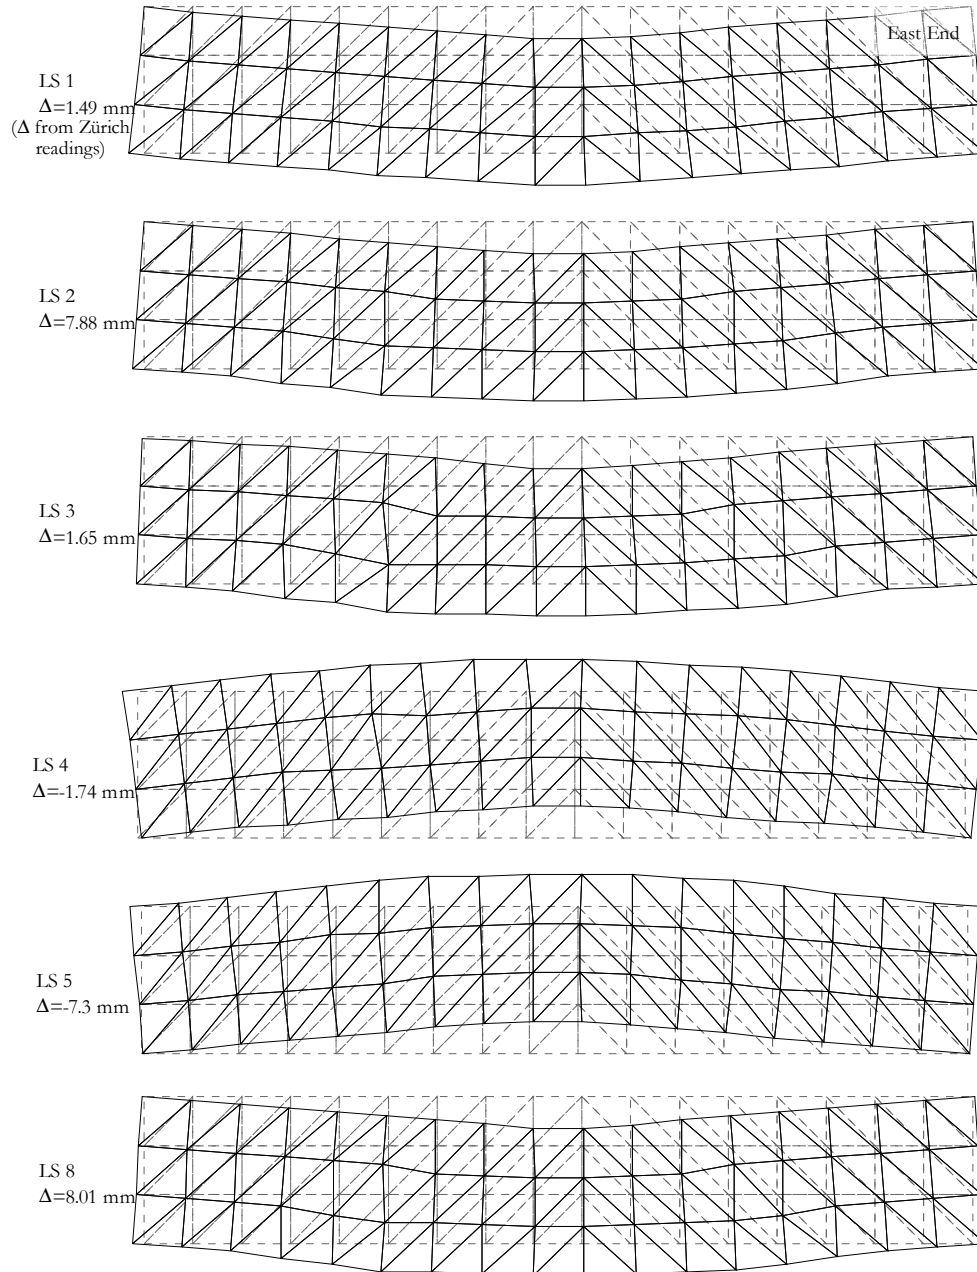 East End
LS 1
Δ=1.49 mm
(Δ from Zürich
readings)
LS 2
Δ=7.88 mm
LS 3
Δ=1.65 mm
LS 4
Δ=-1.74 mm
LS 5
Δ=-7.3 mm
LS 8
Δ=8.01 mm